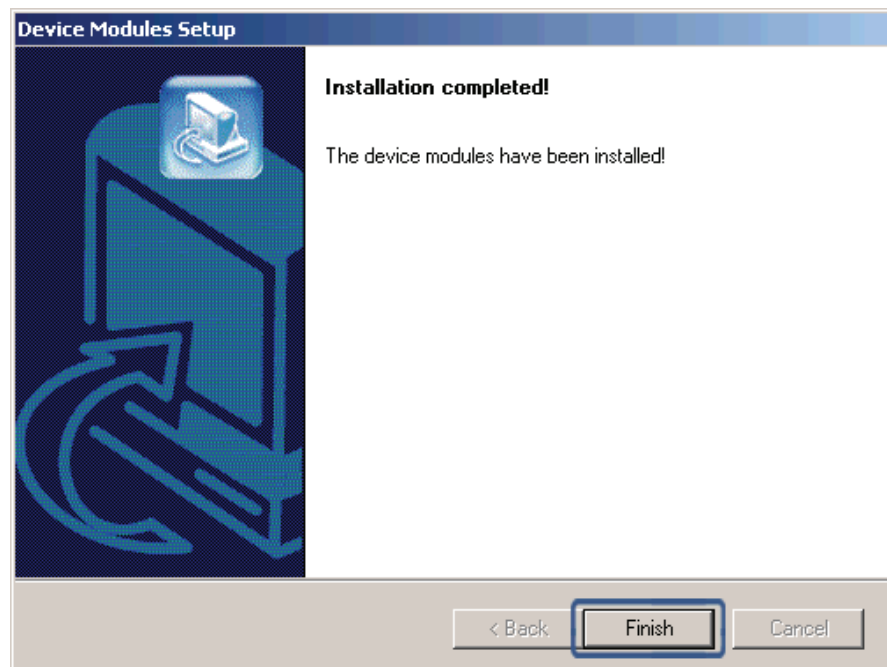 Device Modules Setup
Installation completed!
The device modules have been installed!
< Back Finish Cancel